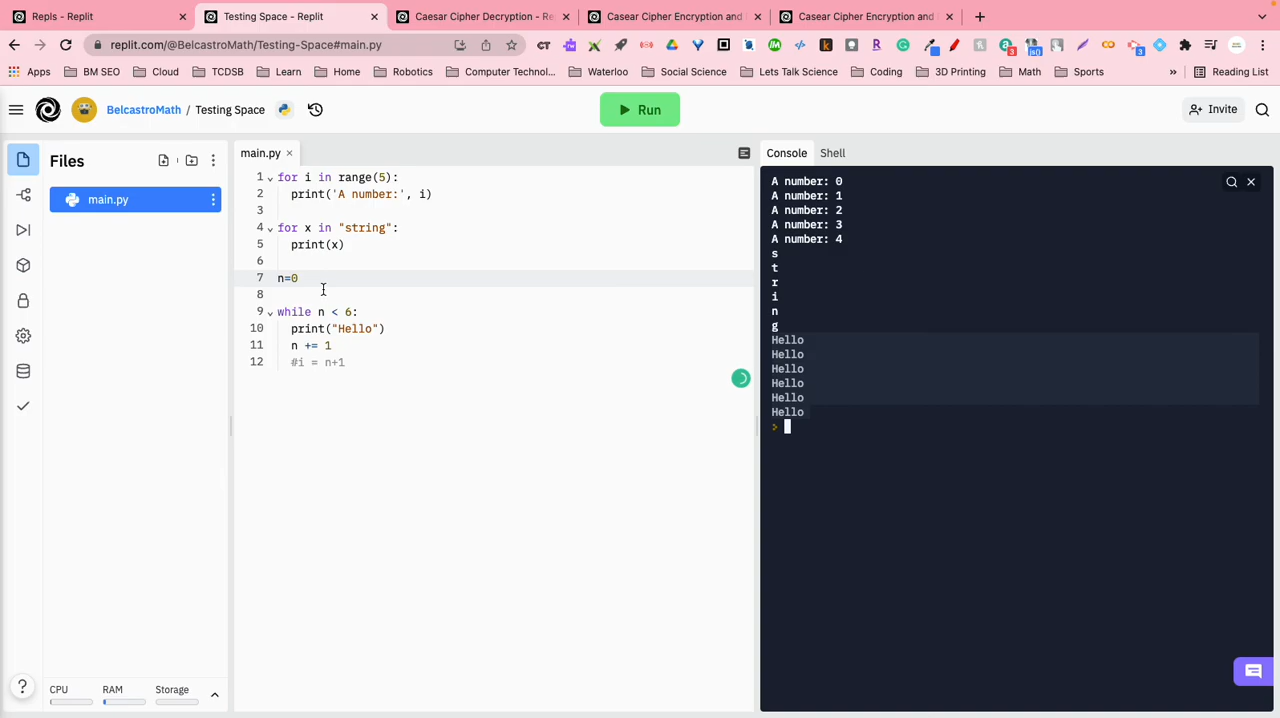 Repls - Replit
Testing Space - Replit
Caesar Cipher Decryption - Re
Casear Cipher Encryption and
Casear Cipher Encryption and
replit.com/@BelcastroMath/Testing-Space#main.py
Apps
BM SEO
Cloud
TCDSB
Learn
Home
Robotics
Computer Technol...
Waterloo
Social Science
Lets Talk Science
Coding
3D Printing
Math
Sports
»
Reading List
BelcastroMath / Testing Space
Run
Invite
Files
main.py
main.py
1 for i in range(5):
2 print('A number:', i)
3
4 for x in "string":
5 print(x)
6
7 n=0
8
9 while n < 6:
10 print("Hello")
11 n += 1
12 #i = n+1
Console
Shell
A number: 0
A number: 1
A number: 2
A number: 3
A number: 4
s
t
r
i
n
g
Hello
Hello
Hello
Hello
Hello
Hello
>
?
CPU
RAM
Storage